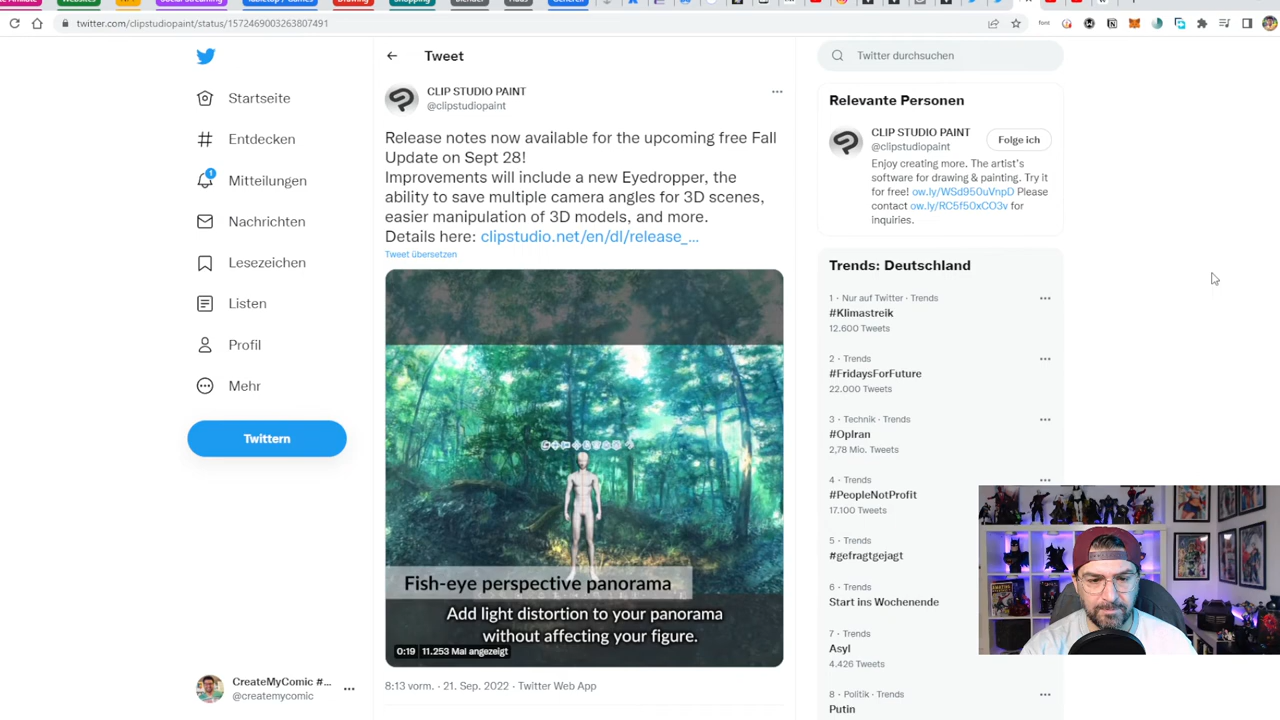 twitter.com/clipstudiopaint/status/1572469003263807491
Startseite
Entdecken
1
Mitteilungen
Nachrichten
Lesezeichen
Listen
Profil
Mehr
Twittern
CreateMyComic #...
@createmycomic
Tweet
CLIP STUDIO PAINT
@clipstudiopaint
Release notes now available for the upcoming free Fall
Update on Sept 28!
Improvements will include a new Eyedropper, the
ability to save multiple camera angles for 3D scenes,
easier manipulation of 3D models, and more.
Details here: clipstudio.net/en/dl/release_...
Tweet übersetzen
Fish-eye perspective panorama
Add light distortion to your panorama
without affecting your figure.
0:19 11.253 Mal angezeigt
8:13 vorm. · 21. Sep. 2022 · Twitter Web App
Twitter durchsuchen
Relevante Personen
CLIP STUDIO PAINT
@clipstudiopaint
Folge ich
Enjoy creating more. The artist's
software for drawing & painting. Try it
for free! ow.ly/WSd950uVnpD Please
contact ow.ly/RC5f50xCO3v for
inquiries.
Trends: Deutschland
1 · Nur auf Twitter · Trends
#Klimastreik
12.600 Tweets
2 · Trends
#FridaysForFuture
22.000 Tweets
3 · Technik · Trends
#OpIran
2,78 Mio. Tweets
4 · Trends
#PeopleNotProfit
17.100 Tweets
5 · Trends
#gefragtgejagt
6 · Trends
Start ins Wochenende
7 · Trends
Asyl
4.426 Tweets
8 · Politik · Trends
Putin